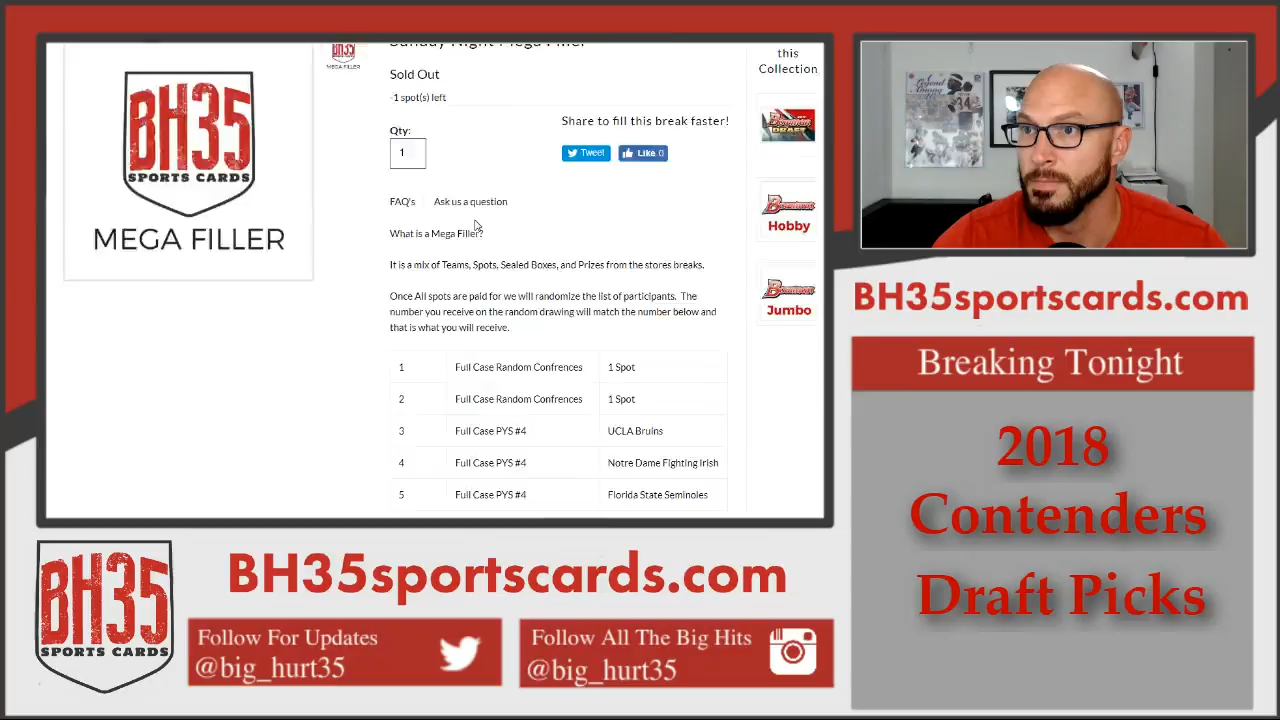 Sunday Night Mega Filler
Sold Out
-1 spot(s) left
Qty:
1
Share to fill this break faster!
Tweet
Like 0
FAQ's
Ask us a question
What is a Mega Filler?
It is a mix of Teams, Spots, Sealed Boxes, and Prizes from the stores breaks.
Once All spots are paid for we will randomize the list of participants. The
number you receive on the random drawing will match the number below and
that is what you will receive.
1 Full Case Random Confrences 1 Spot
2 Full Case Random Confrences 1 Spot
3 Full Case PYS #4 UCLA Bruins
4 Full Case PYS #4 Notre Dame Fighting Irish
5 Full Case PYS #4 Florida State Seminoles
BH35
SPORTS CARDS
MEGA FILLER
BH35
MEGA FILLER
this
Collection
Bowman
DRAFT
Bowman
Hobby
Bowman
Jumbo
BH35sportscards.com
Breaking Tonight
2018
Contenders
Draft Picks
BH35
SPORTS CARDS
BH35sportscards.com
Follow For Updates
@big_hurt35
Follow All The Big Hits
@big_hurt35